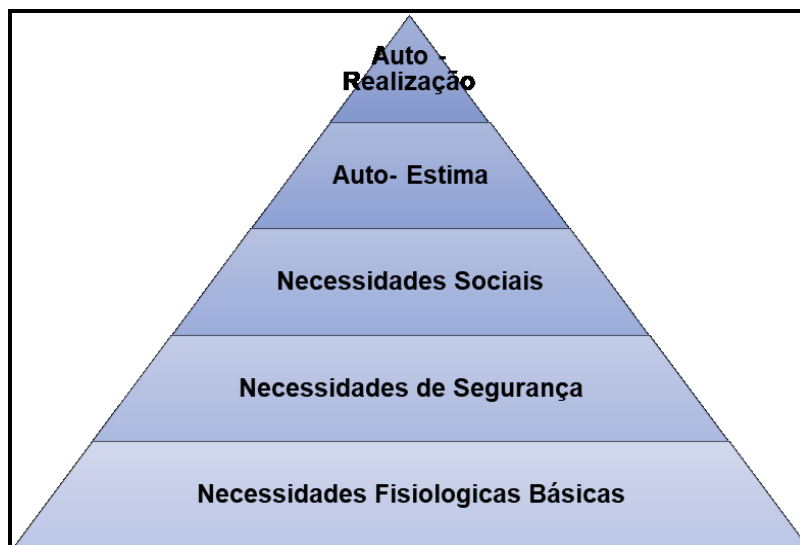 Auto -
Realização
Auto- Estima
Necessidades Sociais
Necessidades de Segurança
Necessidades Fisiologicas Básicas